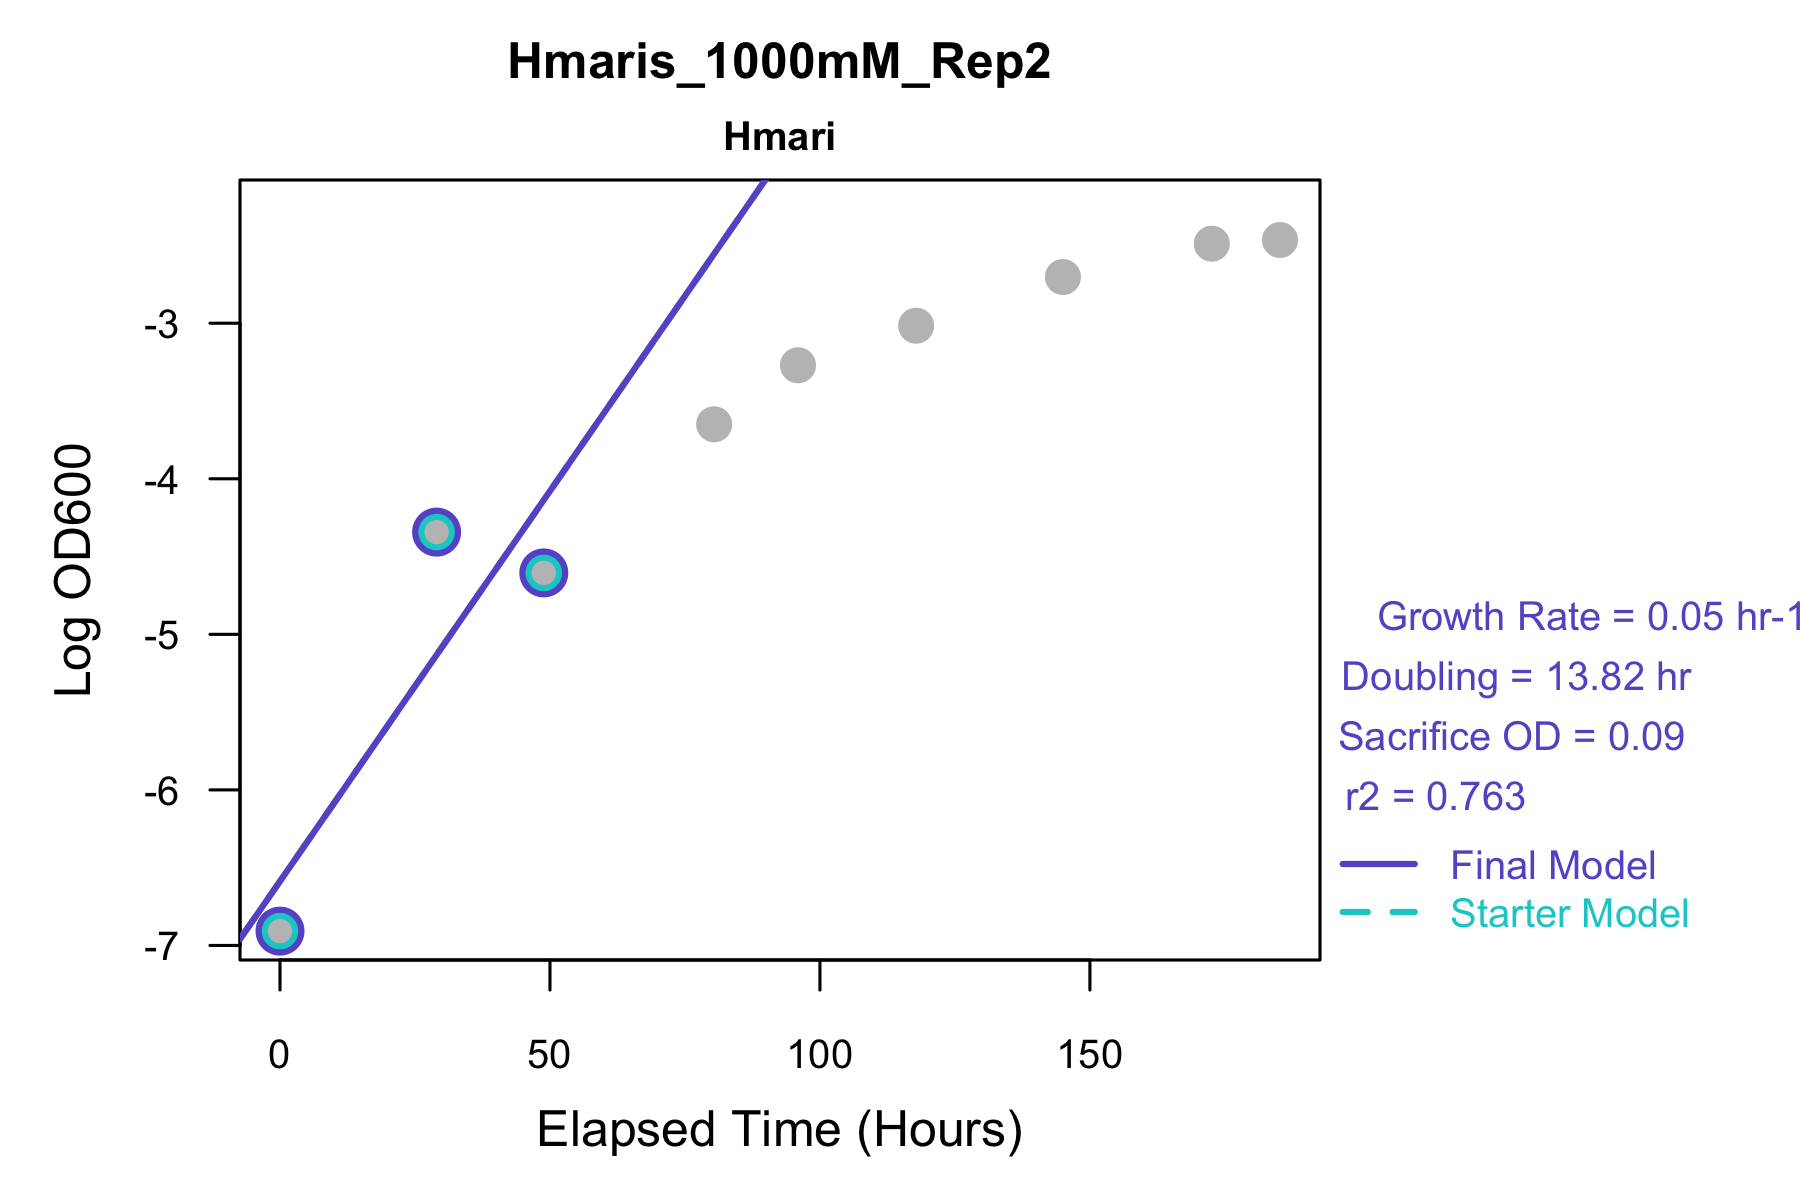 Hmaris_1000mM_Rep2
Hmari
Log OD600
-3
-4
-5
-6
-7
0 50 100 150
Elapsed Time (Hours)
Growth Rate = 0.05 hr-1
Doubling = 13.82 hr
Sacrifice OD = 0.09
r2 = 0.763
Final Model
Starter Model